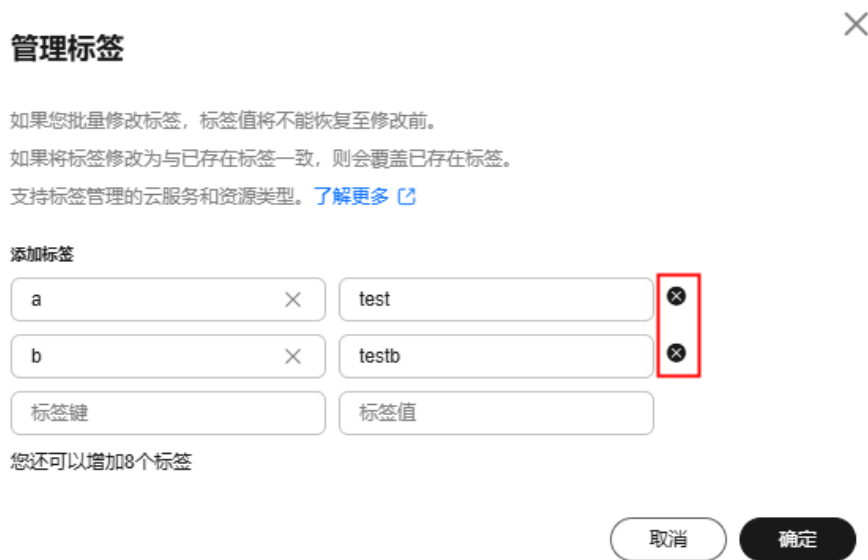 管理标签
如果您批量修改标签，标签值将不能恢复至修改前。
如果将标签修改为与已存在标签一致，则会覆盖已存在标签。
支持标签管理的云服务和资源类型。了解更多
添加标签
a test
b testb
标签键 标签值
您还可以增加8个标签
取消 确定